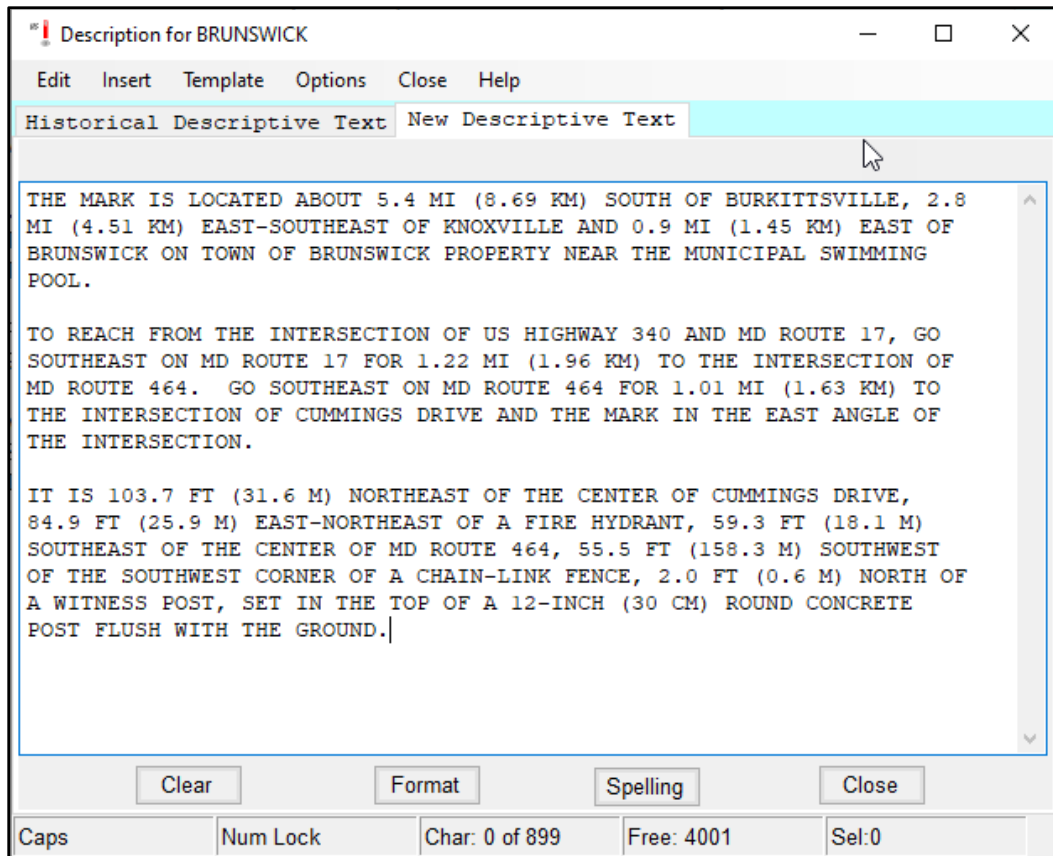 Description for BRUNSWICK
Edit Insert Template Options Close Help
Historical Descriptive Text New Descriptive Text
THE MARK IS LOCATED ABOUT 5.4 MI (8.69 KM) SOUTH OF BURKITTSVILLE, 2.8
MI (4.51 KM) EAST-SOUTHEAST OF KNOXVILLE AND 0.9 MI (1.45 KM) EAST OF
BRUNSWICK ON TOWN OF BRUNSWICK PROPERTY NEAR THE MUNICIPAL SWIMMING
POOL.
TO REACH FROM THE INTERSECTION OF US HIGHWAY 340 AND MD ROUTE 17, GO
SOUTHEAST ON MD ROUTE 17 FOR 1.22 MI (1.96 KM) TO THE INTERSECTION OF
MD ROUTE 464.  GO SOUTHEAST ON MD ROUTE 464 FOR 1.01 MI (1.63 KM) TO
THE INTERSECTION OF CUMMINGS DRIVE AND THE MARK IN THE EAST ANGLE OF
THE INTERSECTION.
IT IS 103.7 FT (31.6 M) NORTHEAST OF THE CENTER OF CUMMINGS DRIVE,
84.9 FT (25.9 M) EAST-NORTHEAST OF A FIRE HYDRANT, 59.3 FT (18.1 M)
SOUTHEAST OF THE CENTER OF MD ROUTE 464, 55.5 FT (158.3 M) SOUTHWEST
OF THE SOUTHWEST CORNER OF A CHAIN-LINK FENCE, 2.0 FT (0.6 M) NORTH OF
A WITNESS POST, SET IN THE TOP OF A 12-INCH (30 CM) ROUND CONCRETE
POST FLUSH WITH THE GROUND.
Clear Format Spelling Close
Caps Num Lock Char: 0 of 899 Free: 4001 Sel:0